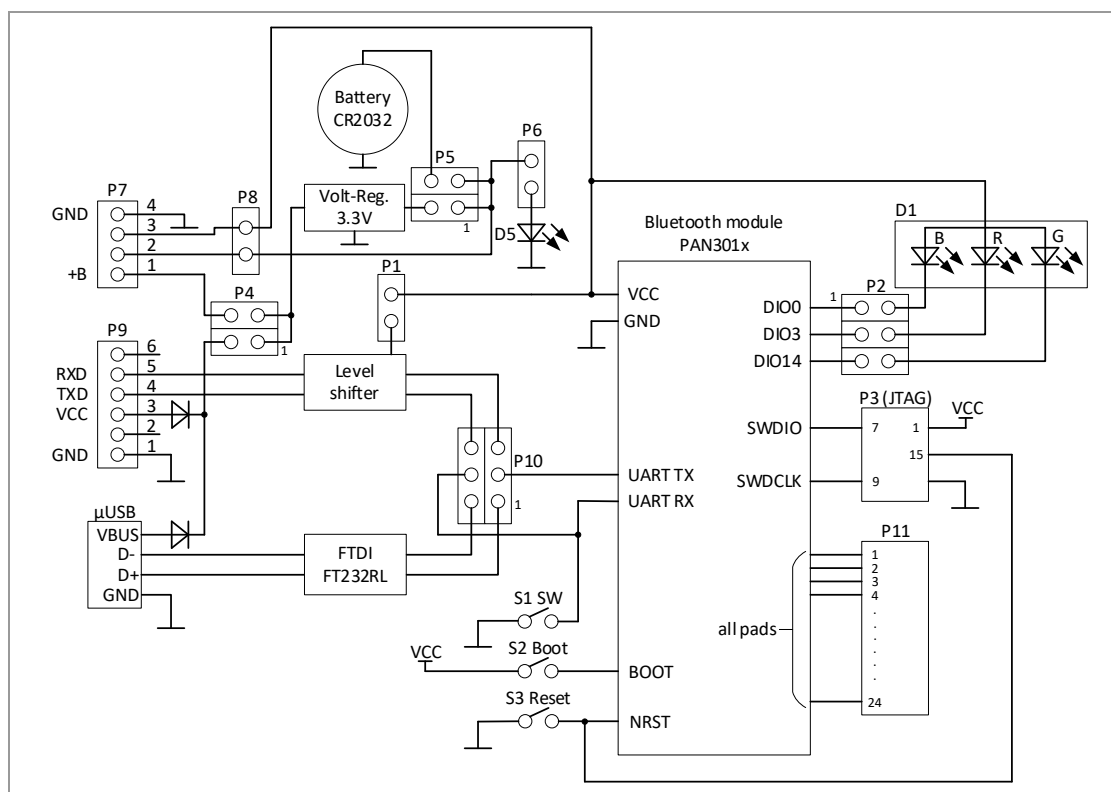 Battery
CR2032
P6
P5
P7
P8
GND
4
3
2
+B
1
Volt-Reg.
3.3V
1
D5
Bluetooth module
PAN301x
D1
B
R
G
P1
P4
1
VCC
GND
DIO0
DIO3
DIO14
1
P2
P9
6
RXD
5
TXD
4
VCC
3
2
GND
1
Level
shifter
P3 (JTAG)
VCC
SWDIO
7
1
15
SWDCLK
9
P10
1
UART TX
UART RX
µUSB
VBUS
D-
D+
GND
FTDI
FT232RL
P11
1
2
3
4
.
.
.
.
.
.
24
all pads
S1 SW
VCC
S2 Boot
BOOT
S3 Reset
NRST